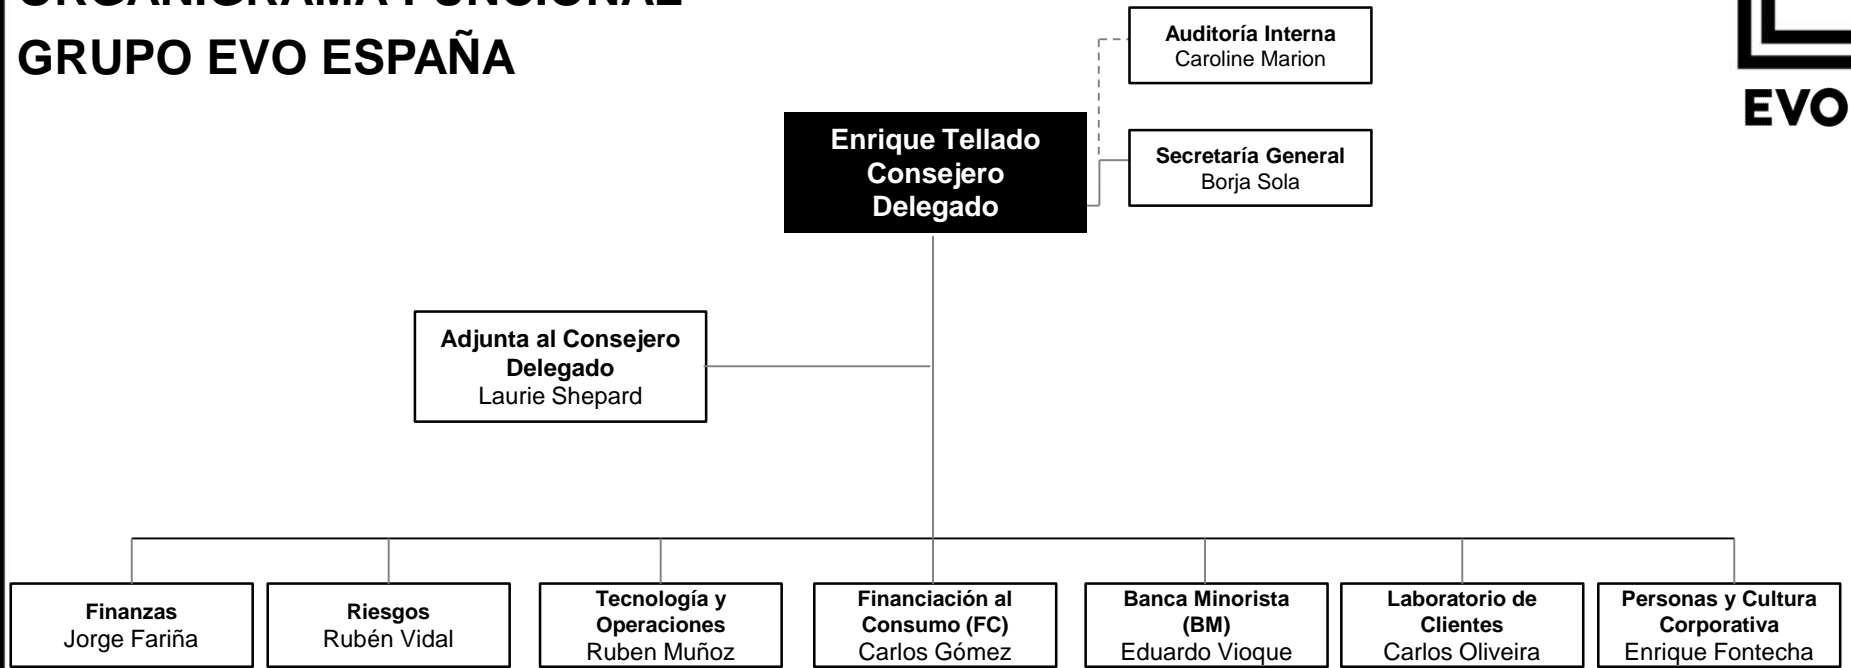 ORGANIGRAMA FUNCIONAL
GRUPO EVO ESPAÑA
EVO
Auditoría Interna
Caroline Marion
Enrique Tellado
Consejero
Delegado
Secretaría General
Borja Sola
Adjunta al Consejero
Delegado
Laurie Shepard
Finanzas
Jorge Fariña
Riesgos
Rubén Vidal
Tecnología y
Operaciones
Ruben Muñoz
Financiación al
Consumo (FC)
Carlos Gómez
Banca Minorista
(BM)
Eduardo Vioque
Laboratorio de
Clientes
Carlos Oliveira
Personas y Cultura
Corporativa
Enrique Fontecha